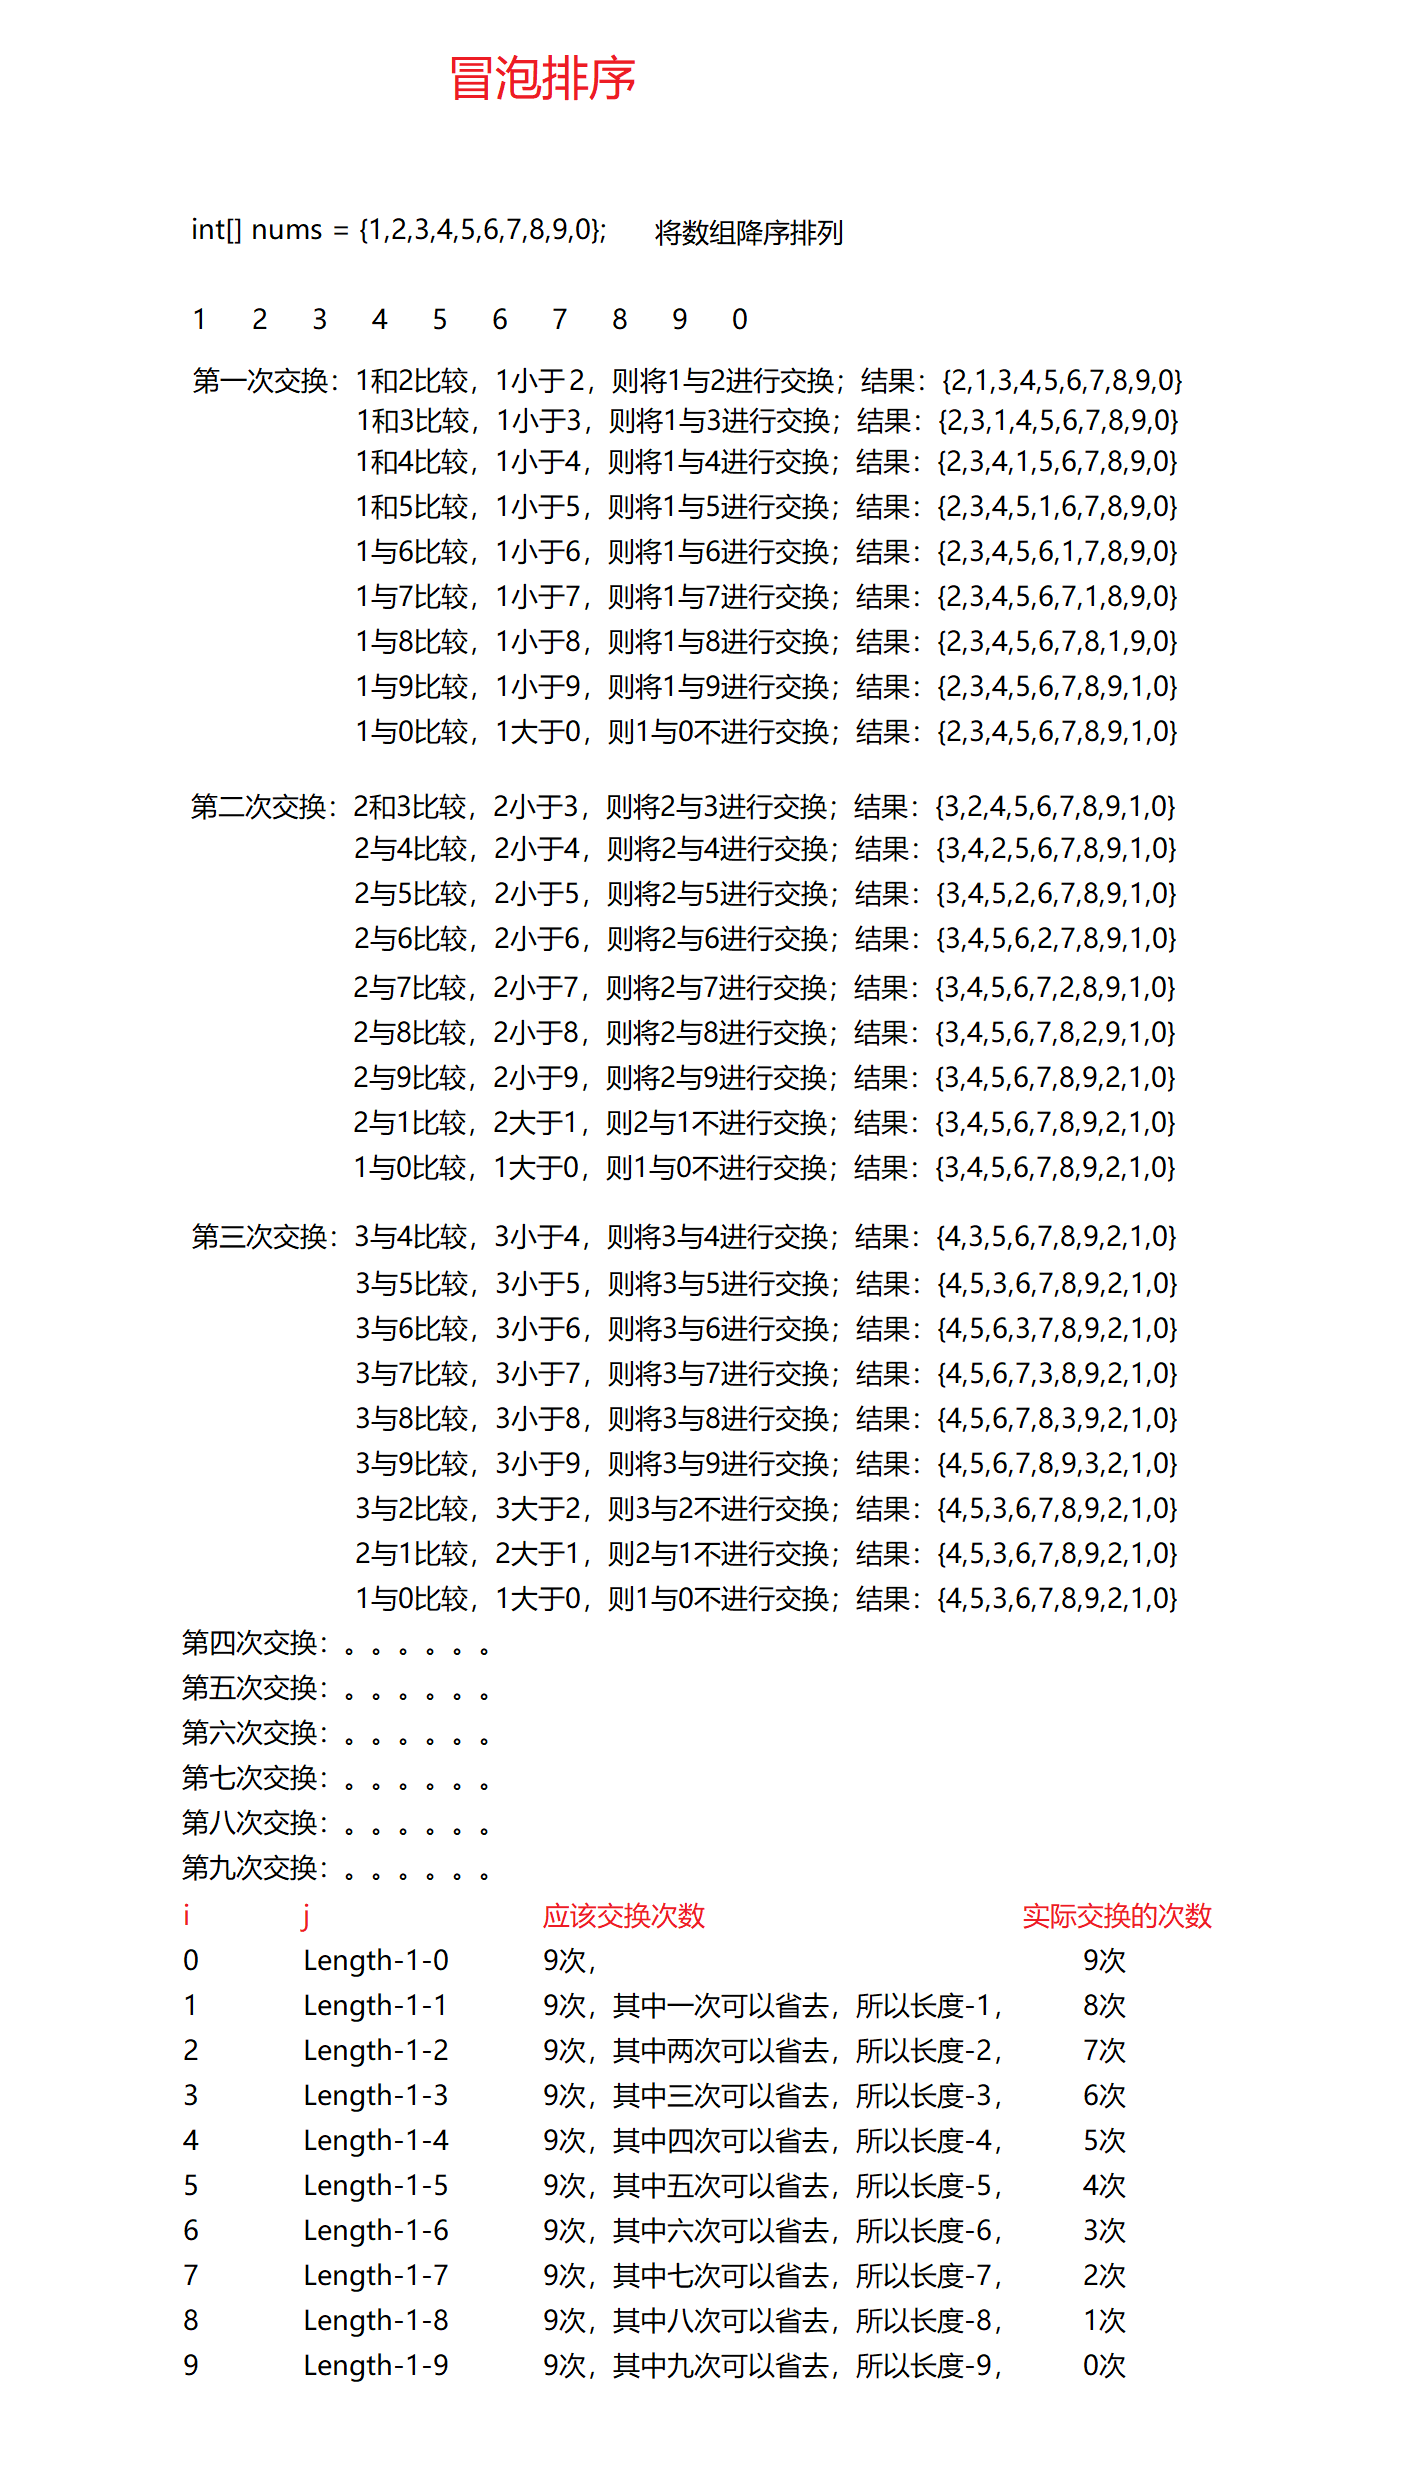 冒泡排序
int[] nums = {1,2,3,4,5,6,7,8,9,0}; 将数组降序排列
1 2 3 4 5 6 7 8 9 0
第一次交换：1和2比较，1小于2，则将1与2进行交换；结果：{2,1,3,4,5,6,7,8,9,0}
1和3比较，1小于3，则将1与3进行交换；结果：{2,3,1,4,5,6,7,8,9,0}
1和4比较，1小于4，则将1与4进行交换；结果：{2,3,4,1,5,6,7,8,9,0}
1和5比较，1小于5，则将1与5进行交换；结果：{2,3,4,5,1,6,7,8,9,0}
1与6比较，1小于6，则将1与6进行交换；结果：{2,3,4,5,6,1,7,8,9,0}
1与7比较，1小于7，则将1与7进行交换；结果：{2,3,4,5,6,7,1,8,9,0}
1与8比较，1小于8，则将1与8进行交换；结果：{2,3,4,5,6,7,8,1,9,0}
1与9比较，1小于9，则将1与9进行交换；结果：{2,3,4,5,6,7,8,9,1,0}
1与0比较，1大于0，则1与0不进行交换；结果：{2,3,4,5,6,7,8,9,1,0}
第二次交换：2和3比较，2小于3，则将2与3进行交换；结果：{3,2,4,5,6,7,8,9,1,0}
2与4比较，2小于4，则将2与4进行交换；结果：{3,4,2,5,6,7,8,9,1,0}
2与5比较，2小于5，则将2与5进行交换；结果：{3,4,5,2,6,7,8,9,1,0}
2与6比较，2小于6，则将2与6进行交换；结果：{3,4,5,6,2,7,8,9,1,0}
2与7比较，2小于7，则将2与7进行交换；结果：{3,4,5,6,7,2,8,9,1,0}
2与8比较，2小于8，则将2与8进行交换；结果：{3,4,5,6,7,8,2,9,1,0}
2与9比较，2小于9，则将2与9进行交换；结果：{3,4,5,6,7,8,9,2,1,0}
2与1比较，2大于1，则2与1不进行交换；结果：{3,4,5,6,7,8,9,2,1,0}
1与0比较，1大于0，则1与0不进行交换；结果：{3,4,5,6,7,8,9,2,1,0}
第三次交换：3与4比较，3小于4，则将3与4进行交换；结果：{4,3,5,6,7,8,9,2,1,0}
3与5比较，3小于5，则将3与5进行交换；结果：{4,5,3,6,7,8,9,2,1,0}
3与6比较，3小于6，则将3与6进行交换；结果：{4,5,6,3,7,8,9,2,1,0}
3与7比较，3小于7，则将3与7进行交换；结果：{4,5,6,7,3,8,9,2,1,0}
3与8比较，3小于8，则将3与8进行交换；结果：{4,5,6,7,8,3,9,2,1,0}
3与9比较，3小于9，则将3与9进行交换；结果：{4,5,6,7,8,9,3,2,1,0}
3与2比较，3大于2，则3与2不进行交换；结果：{4,5,3,6,7,8,9,2,1,0}
2与1比较，2大于1，则2与1不进行交换；结果：{4,5,3,6,7,8,9,2,1,0}
1与0比较，1大于0，则1与0不进行交换；结果：{4,5,3,6,7,8,9,2,1,0}
第四次交换：。。。。。。
第五次交换：。。。。。。
第六次交换：。。。。。。
第七次交换：。。。。。。
第八次交换：。。。。。。
第九次交换：。。。。。。
i j 应该交换次数 实际交换的次数
0 Length-1-0 9次， 9次
1 Length-1-1 9次，其中一次可以省去，所以长度-1， 8次
2 Length-1-2 9次，其中两次可以省去，所以长度-2， 7次
3 Length-1-3 9次，其中三次可以省去，所以长度-3， 6次
4 Length-1-4 9次，其中四次可以省去，所以长度-4， 5次
5 Length-1-5 9次，其中五次可以省去，所以长度-5， 4次
6 Length-1-6 9次，其中六次可以省去，所以长度-6， 3次
7 Length-1-7 9次，其中七次可以省去，所以长度-7， 2次
8 Length-1-8 9次，其中八次可以省去，所以长度-8， 1次
9 Length-1-9 9次，其中九次可以省去，所以长度-9， 0次